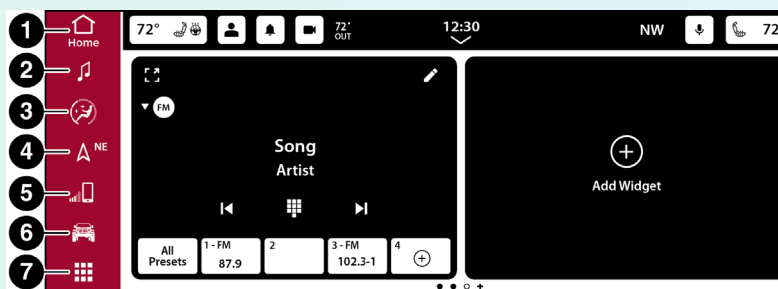 1
Home
2
3
4
NE
5
6
7
72°
72°
OUT
12:30
NW
72
FM
Song
Artist
All
Presets
1 - FM
87.9
2
3 - FM
102.3-1
4
Add Widget